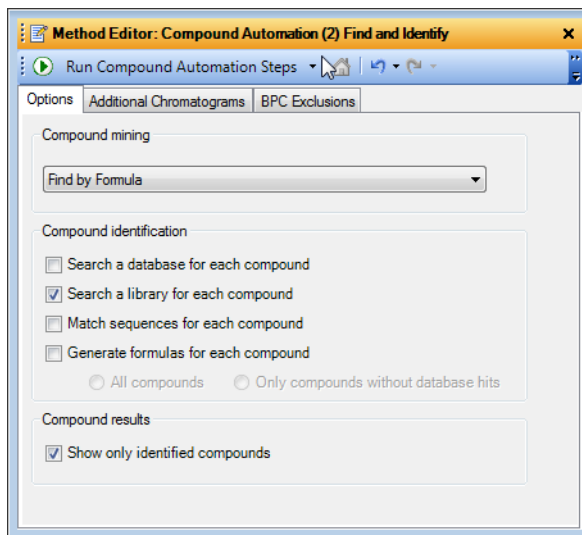 Method Editor: Compound Automation (2) Find and Identify
Run Compound Automation Steps
Options Additional Chromatograms BPC Exclusions
Compound mining
Find by Formula
Compound identification
Search a database for each compound
Search a library for each compound
Match sequences for each compound
Generate formulas for each compound
All compounds Only compounds without database hits
Compound results
Show only identified compounds